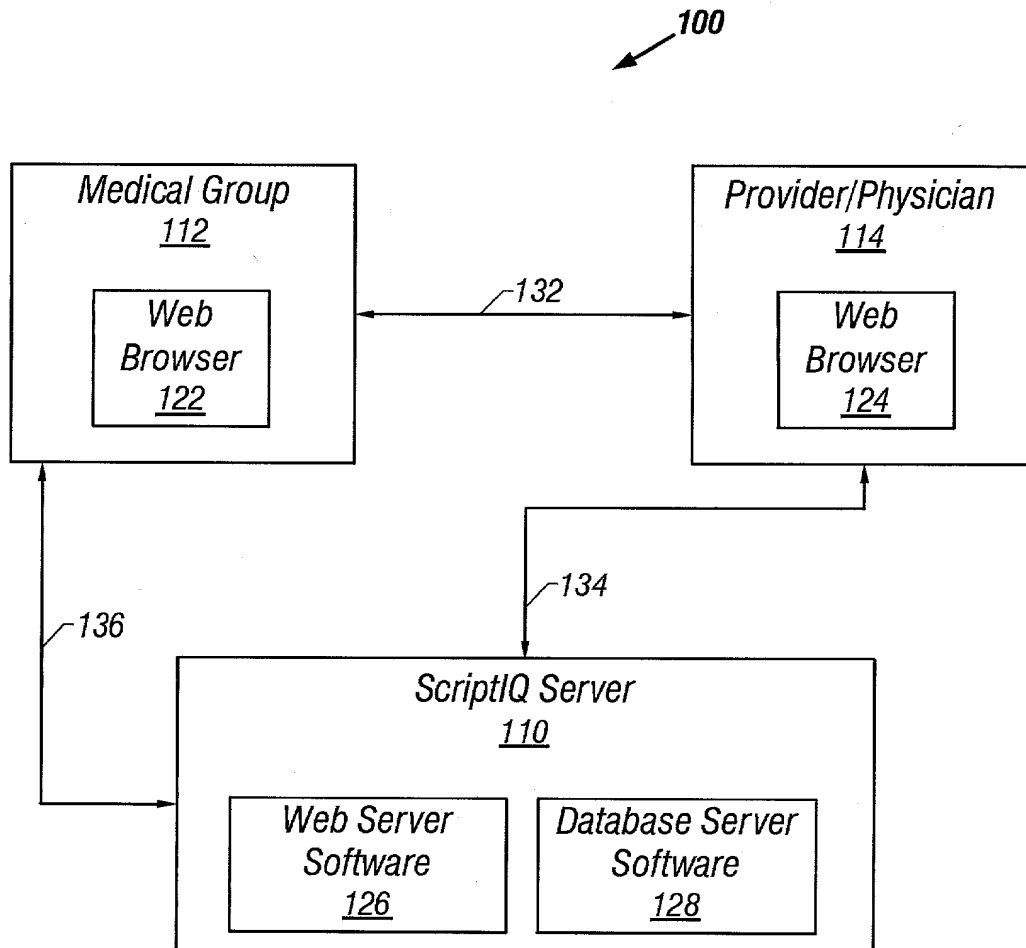 100
Medical Group
112
Web
Browser
122
132
Provider/Physician
114
Web
Browser
124
136
134
ScriptIQ Server
110
Web Server
Software
126
Database Server
Software
128